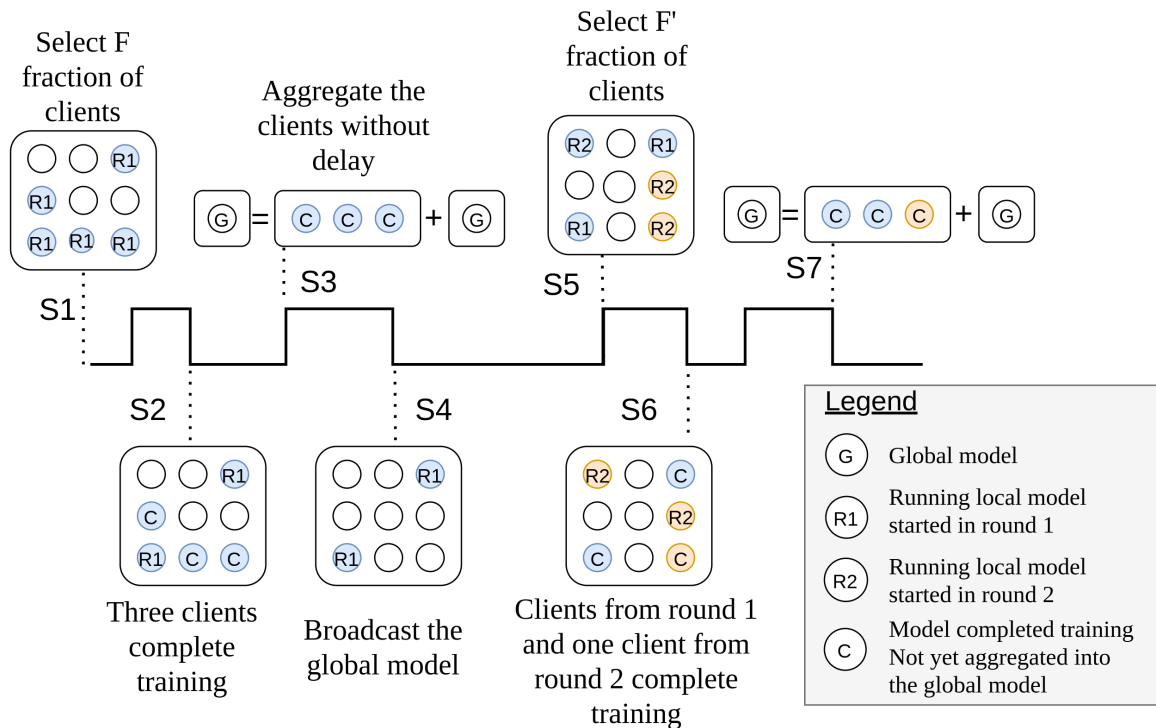 Select F
fraction of
clients
R1
R1
R1 R1 R1
S1
Aggregate the
clients without
delay
G = C C C + G
S3
Select F'
fraction of
clients
R2 R1
R2
R1 R2
S5
G = C C C + G
S7
S2
R1
C
R1 C C
Three clients
complete
training
S4
R1
R1
Broadcast the
global model
S6
R2 C
R2
C C
Clients from round 1
and one client from
round 2 complete
training
Legend
G Global model
R1 Running local model
started in round 1
R2 Running local model
started in round 2
C Model completed training
Not yet aggregated into
the global model